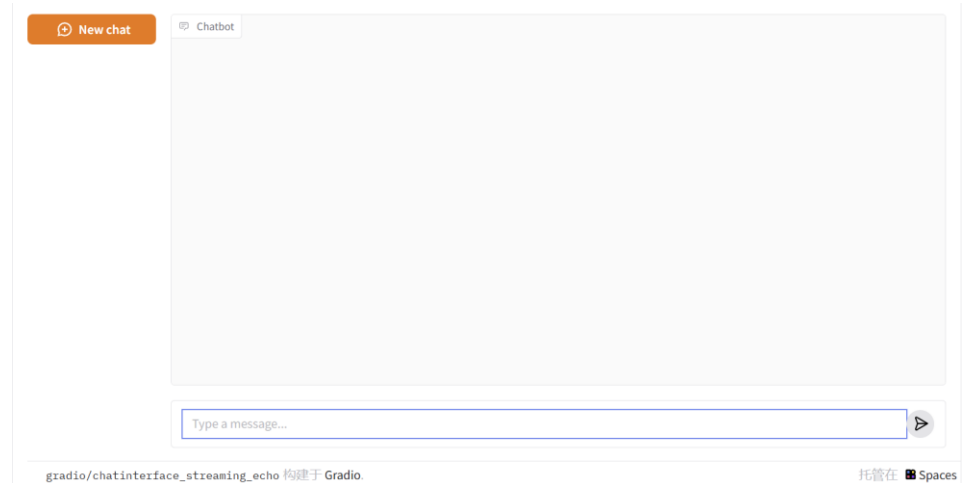 New chat
Chatbot
Type a message...
gradio/chatinterface_streaming_echo 构建于 Gradio.
托管在 Spaces